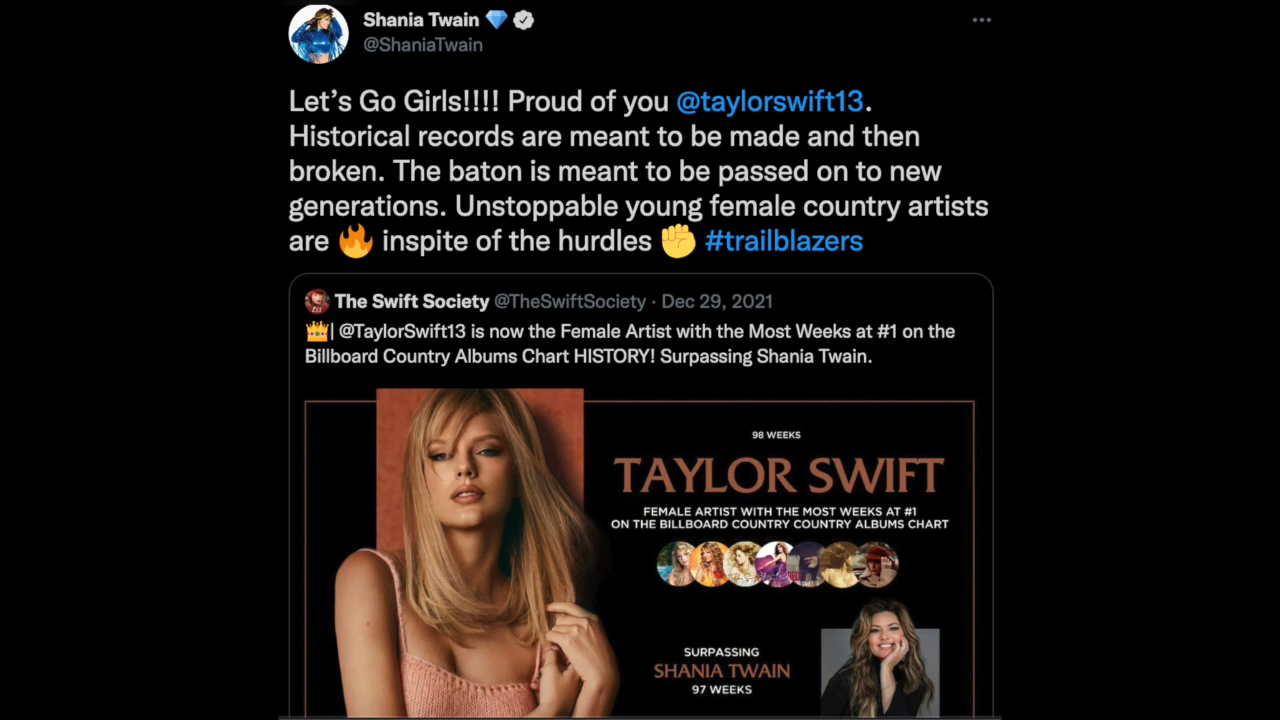 Shania Twain 💎
@ShaniaTwain
Let’s Go Girls!!!! Proud of you @taylorswift13.
Historical records are meant to be made and then
broken. The baton is meant to be passed on to new
generations. Unstoppable young female country artists
are 🔥 inspite of the hurdles ✊ #trailblazers
The Swift Society @TheSwiftSociety · Dec 29, 2021
👑| @TaylorSwift13 is now the Female Artist with the Most Weeks at #1 on the
Billboard Country Albums Chart HISTORY! Surpassing Shania Twain.
98 WEEKS
TAYLOR SWIFT
FEMALE ARTIST WITH THE MOST WEEKS AT #1
ON THE BILLBOARD COUNTRY COUNTRY ALBUMS CHART
SURPASSING
SHANIA TWAIN
97 WEEKS